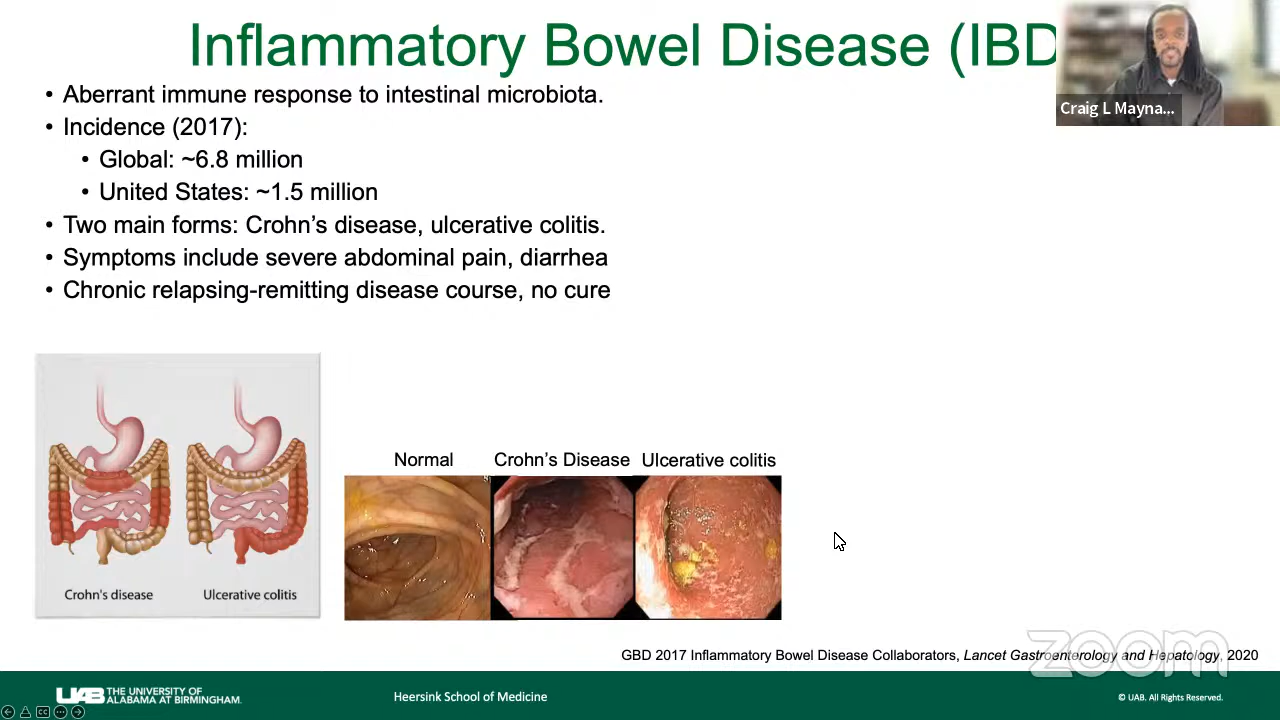 Inflammatory Bowel Disease (IBD
Craig L Mayna...
• Aberrant immune response to intestinal microbiota.
• Incidence (2017):
• Global: ~6.8 million
• United States: ~1.5 million
• Two main forms: Crohn’s disease, ulcerative colitis.
• Symptoms include severe abdominal pain, diarrhea
• Chronic relapsing-remitting disease course, no cure
Normal Crohn’s Disease Ulcerative colitis
Crohn's disease Ulcerative colitis
GBD 2017 Inflammatory Bowel Disease Collaborators, Lancet Gastroenterology and Hepatology, 2020
zoom
UAB THE UNIVERSITY OF
ALABAMA AT BIRMINGHAM.
Heersink School of Medicine
© UAB. All Rights Reserved.
CC